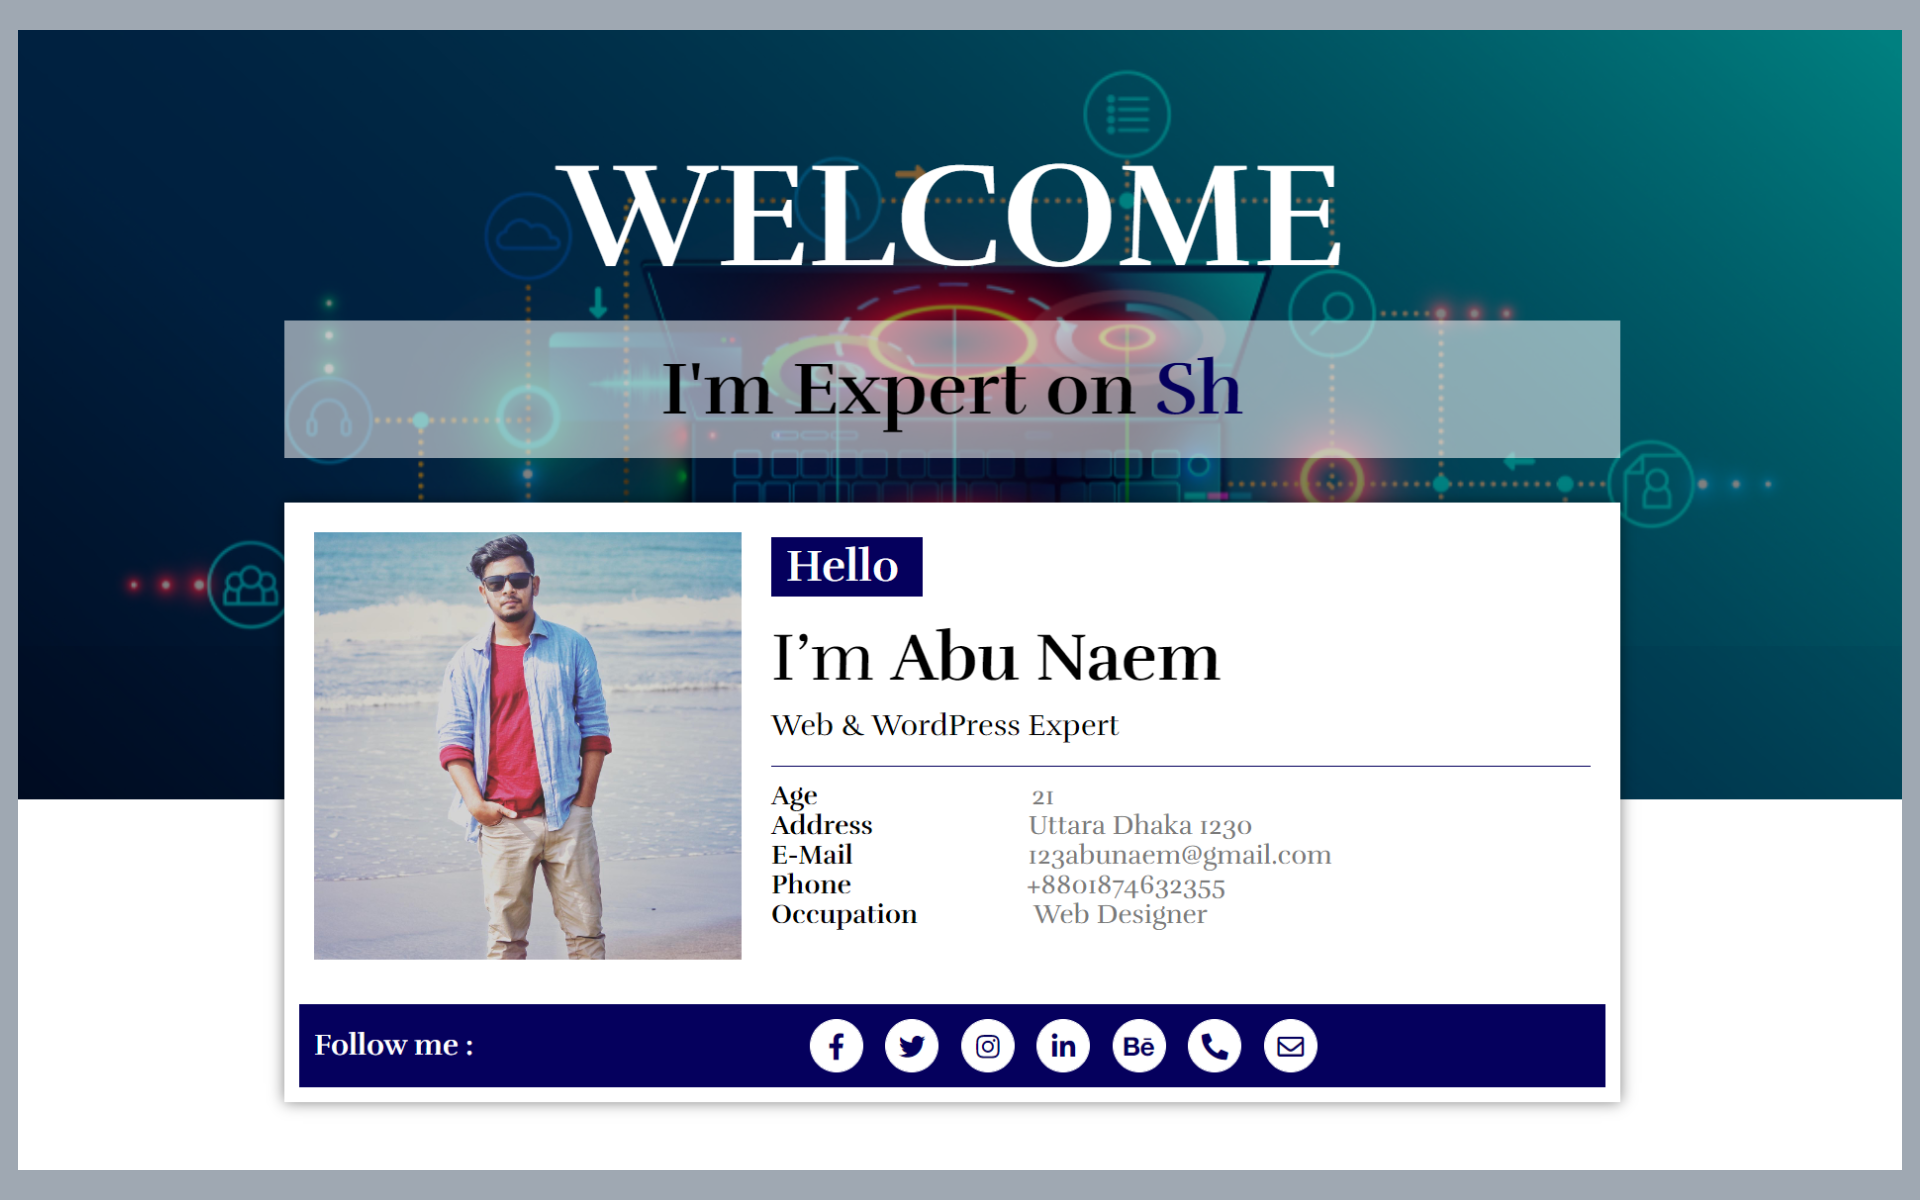 WELCOME
I'm Expert on Sh
Hello
I’m Abu Naem
Web & WordPress Expert
Age 21
Address Uttara Dhaka 1230
E-Mail 123abunaem@gmail.com
Phone +8801874632355
Occupation Web Designer
Follow me :
Bē